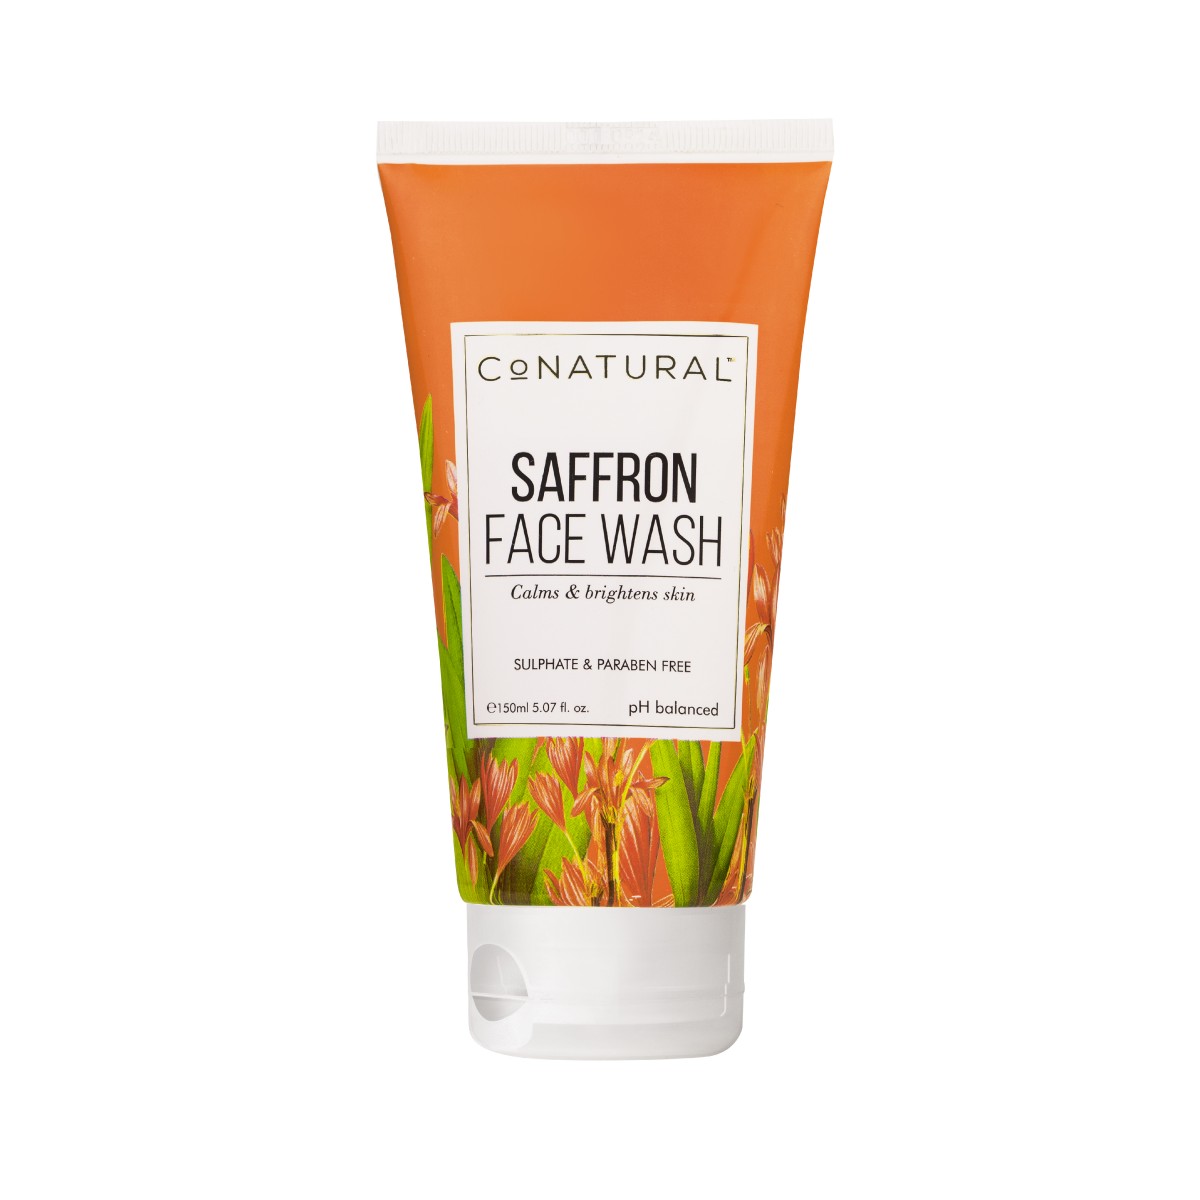 CONATURAL™
SAFFRON
FACE WASH
Calms & brightens skin
SULPHATE & PARABEN FREE
℮150ml 5.07 fl. oz. pH balanced